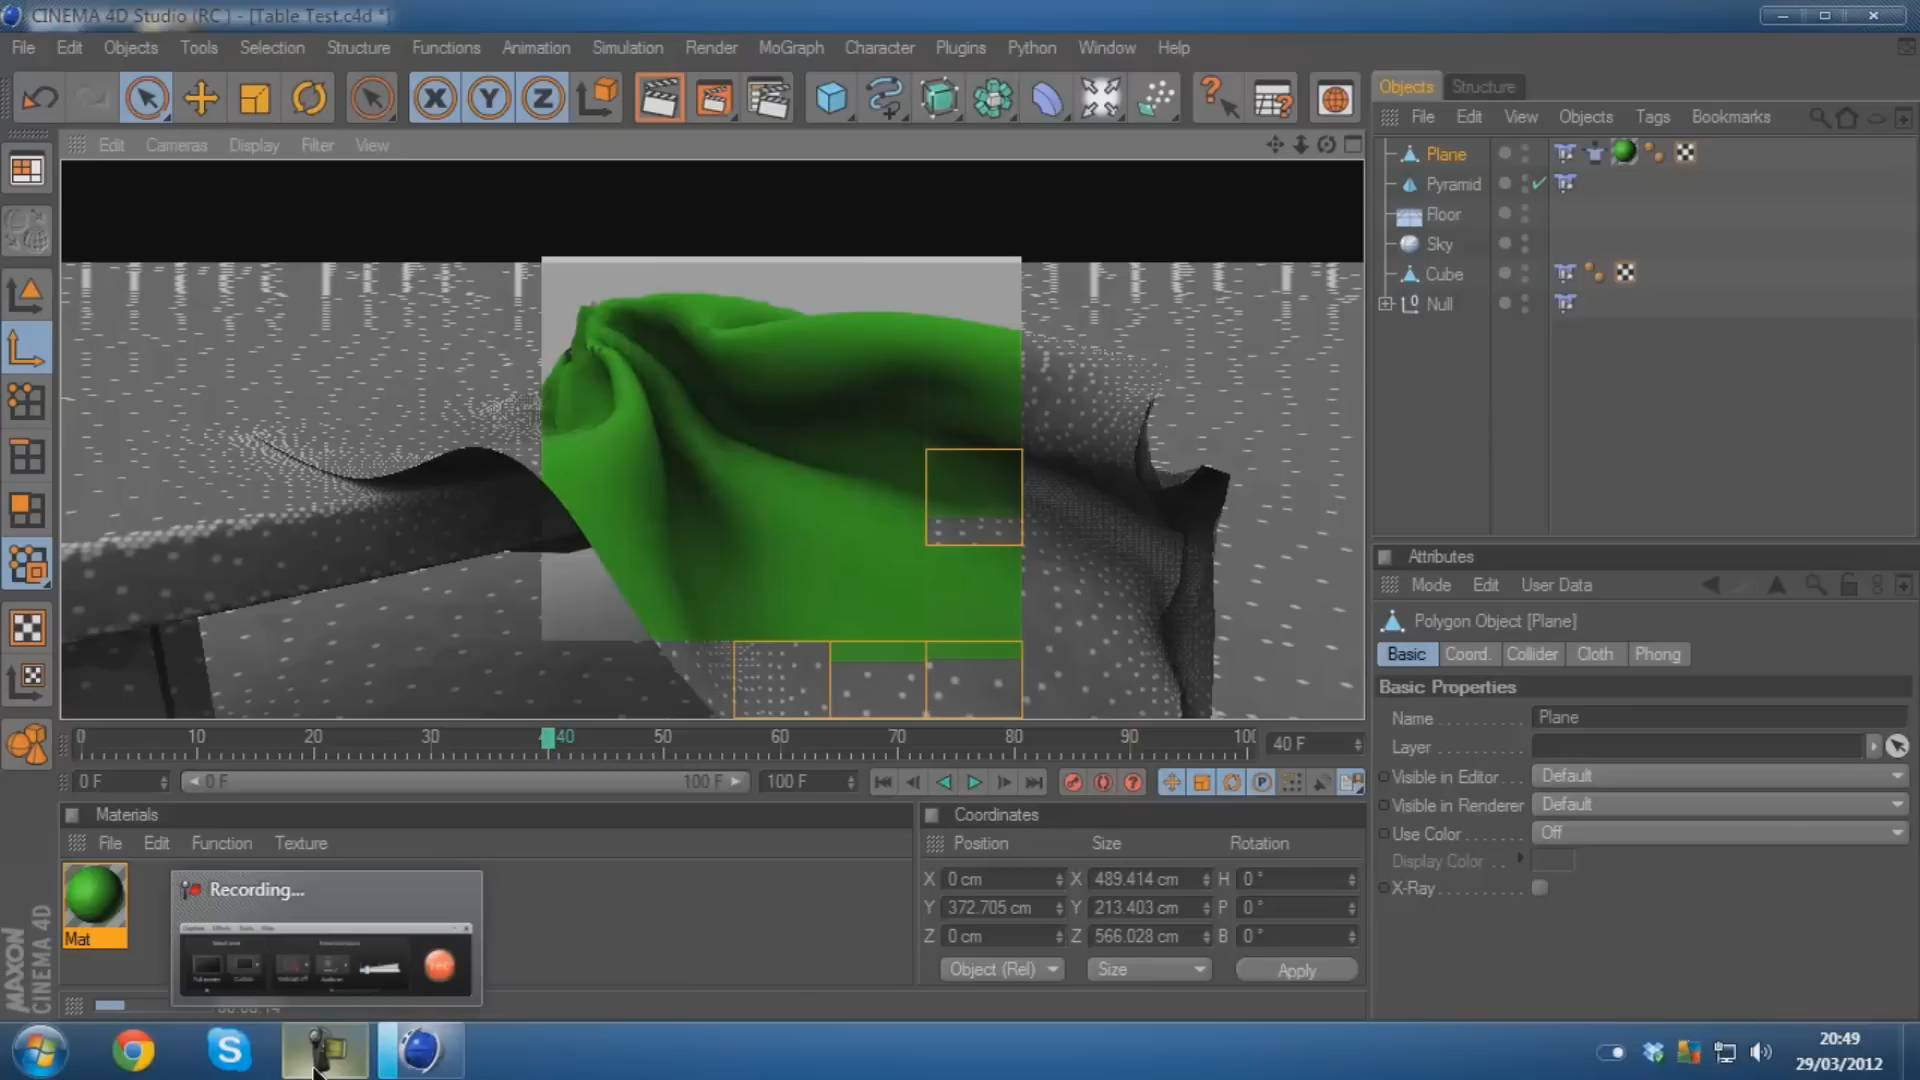 CINEMA 4D Studio (RC ) - [Table Test.c4d *]
File Edit Objects Tools Selection Structure Functions Animation Simulation Render MoGraph Character Plugins Python Window Help
X Y Z
Edit Cameras Display Filter View
0 10 20 30 40 50 60 70 80 90 100
40 F
0 F 0 F 100 F 100 F
Materials
File Edit Function Texture
Mat
Recording...
MAXON
CINEMA 4D
Coordinates
Position Size Rotation
X 0 cm X 489.414 cm H 0 °
Y 372.705 cm Y 213.403 cm P 0 °
Z 0 cm Z 566.028 cm B 0 °
Object (Rel) Size Apply
Objects Structure
File Edit View Objects Tags Bookmarks
Plane
Pyramid
Floor
Sky
Cube
Null
Attributes
Mode Edit User Data
Polygon Object [Plane]
Basic Coord. Collider Cloth Phong
Basic Properties
Name Plane
Layer
Visible in Editor Default
Visible in Renderer Default
Use Color Off
Display Color
X-Ray
20:49
29/03/2012